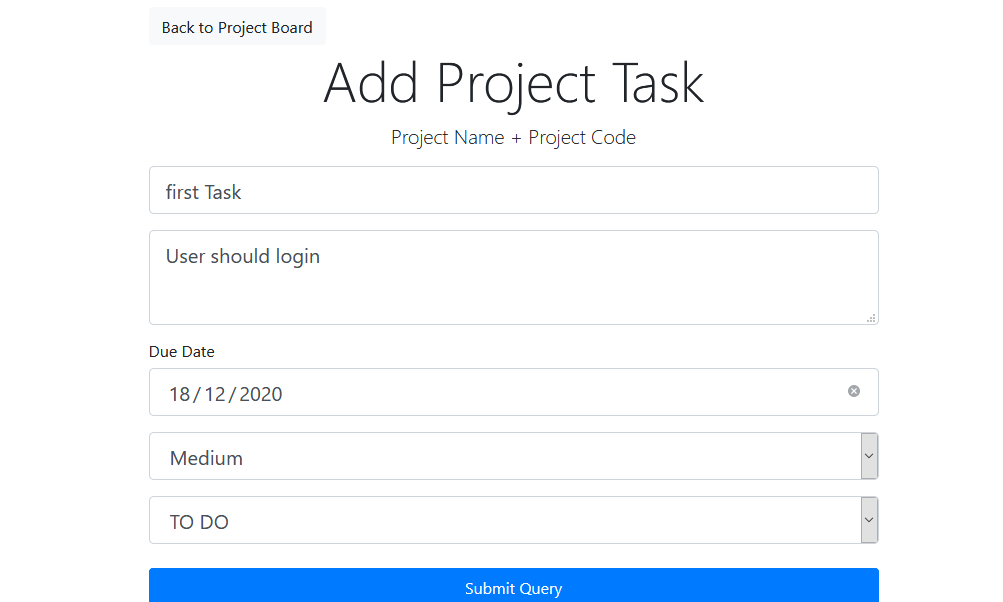 Back to Project Board
Add Project Task
Project Name + Project Code
first Task
User should login
Due Date
18/12/2020
Medium
TO DO
Submit Query